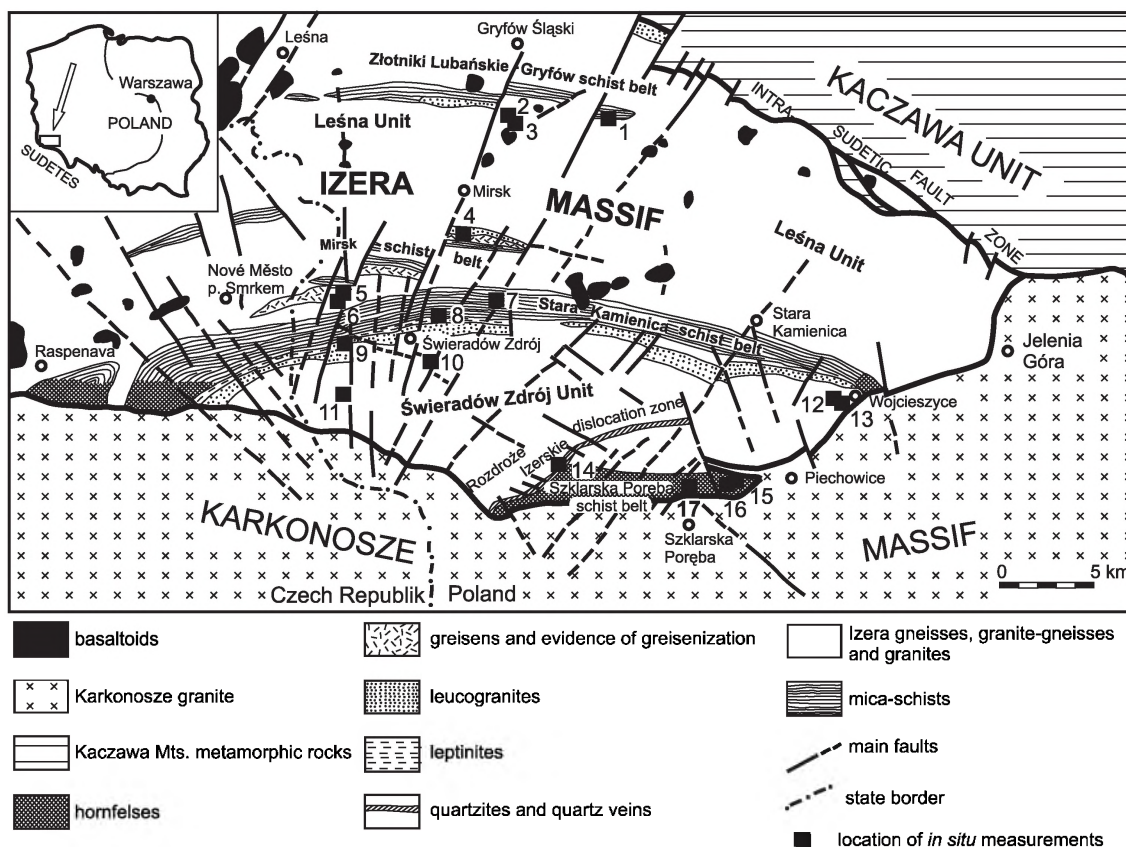 Warszawa
POLAND
SUDETES
Leśna
Gryfów Śląski
Złotniki Lubańskie - Gryfów schist belt
Leśna Unit
2
3
1
KACZAWA UNIT
INTRA SUDETIC FAULT ZONE
IZERA MASSIF
Mirsk
4
Mirsk schist belt
Leśna Unit
Nové Město
p. Smrkem
5
6
7
8
Stara Kamienica schist belt
Stara
Kamienica
Raspenava
9
Świeradów Zdrój
10
Jelenia
Góra
11
Świeradów Zdrój Unit
12
13
Wojcieszyce
Rozdroże Izerskie dislocation zone
14
Szklarska Poręba
schist belt
15
16
17
Piechowice
Szklarska
Poręba
KARKONOSZE MASSIF
Czech Republik
Poland
0 5 km
basaltoids
Karkonosze granite
Kaczawa Mts. metamorphic rocks
hornfelses
greisens and evidence of greisenization
leucogranites
leptinites
quartzites and quartz veins
Izera gneisses, granite-gneisses
and granites
mica-schists
main faults
state border
location of in situ measurements